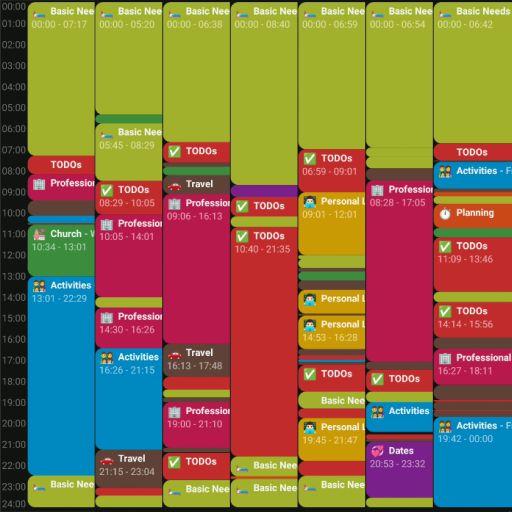 00:00
01:00
02:00
03:00
04:00
05:00
06:00
07:00
08:00
09:00
10:00
11:00
12:00
13:00
14:00
15:00
16:00
17:00
18:00
19:00
20:00
21:00
22:00
23:00
24:00
Basic Nee
00:00 - 07:17
TODOs
Profession
Church - W
10:34 - 13:01
Activities
13:01 - 22:29
Basic Nee
Basic Nee
00:00 - 05:20
Basic Nee
05:45 - 08:29
TODOs
08:29 - 10:05
Profession
10:05 - 14:01
Profession
14:30 - 16:26
Activities
16:26 - 21:15
Travel
21:15 - 23:04
Basic Nee
00:00 - 06:38
TODOs
Travel
Profession
09:06 - 16:13
Travel
16:13 - 17:48
Profession
19:00 - 21:10
TODOs
Basic Nee
Basic Nee
00:00 - 08:40
TODOs
TODOs
10:40 - 21:35
Basic Nee
Basic Nee
Basic Nee
00:00 - 06:59
TODOs
06:59 - 09:01
Personal L
09:01 - 12:01
Personal L
Personal L
14:53 - 16:28
TODOs
Basic Nee
Personal L
19:45 - 21:47
Basic Nee
Basic Nee
00:00 - 06:54
Profession
08:28 - 17:05
TODOs
Activities
Dates
20:53 - 23:32
Basic Needs
00:00 - 06:42
TODOs
Activities - F
Planning
TODOs
11:09 - 13:46
TODOs
14:14 - 15:56
Professional
16:27 - 18:11
Activities - F
19:42 - 00:00